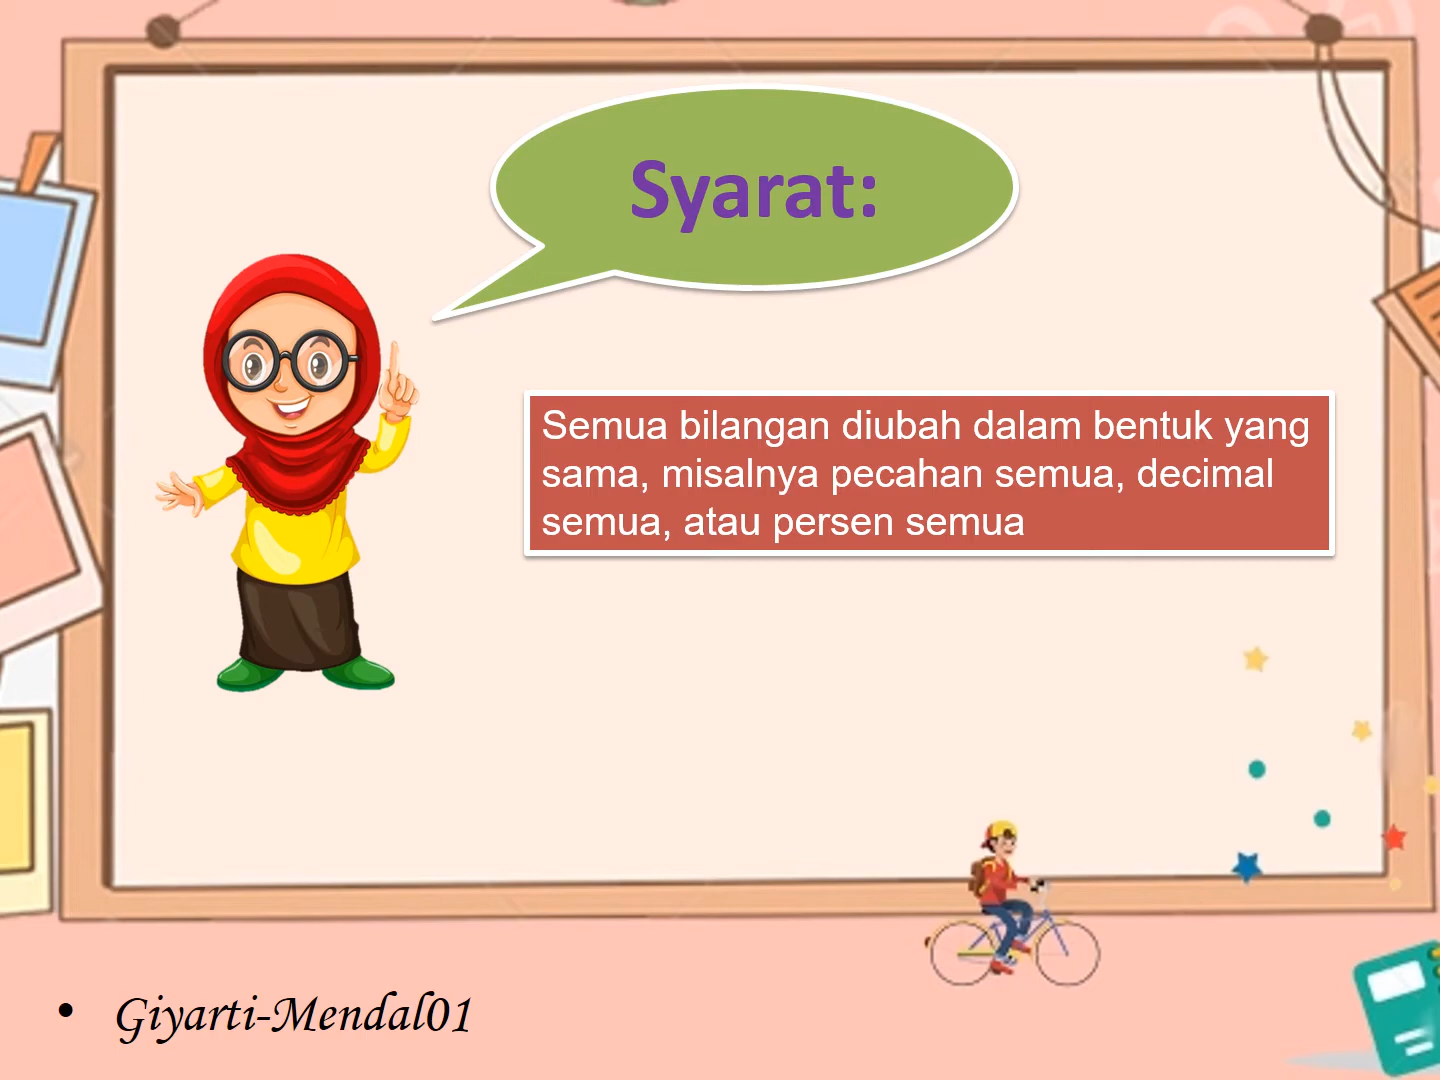 Syarat:
Semua bilangan diubah dalam bentuk yang
sama, misalnya pecahan semua, decimal
semua, atau persen semua
• Giyarti-Mendal01